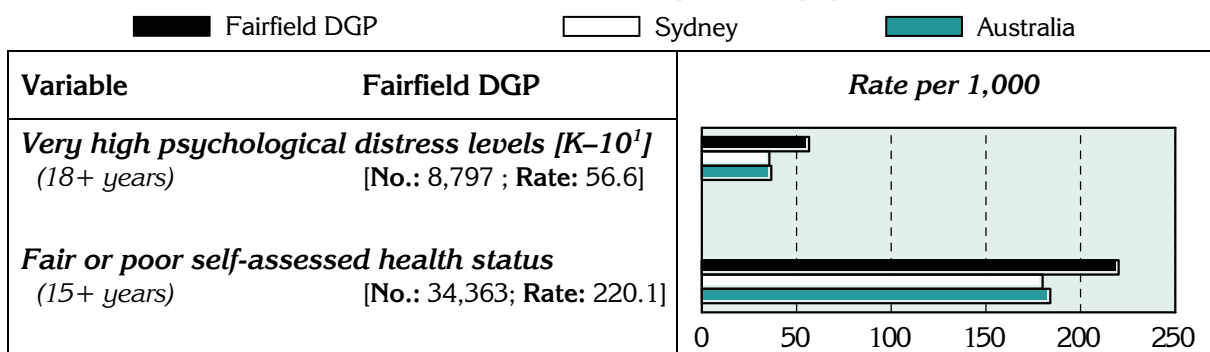 Fairfield DGP Sydney Australia
Variable Fairfield DGP Rate per 1,000
Very high psychological distress levels [K–10¹]
(18+ years) [No.: 8,797 ; Rate: 56.6]
Fair or poor self-assessed health status
(15+ years) [No.: 34,363; Rate: 220.1]
0 50 100 150 200 250